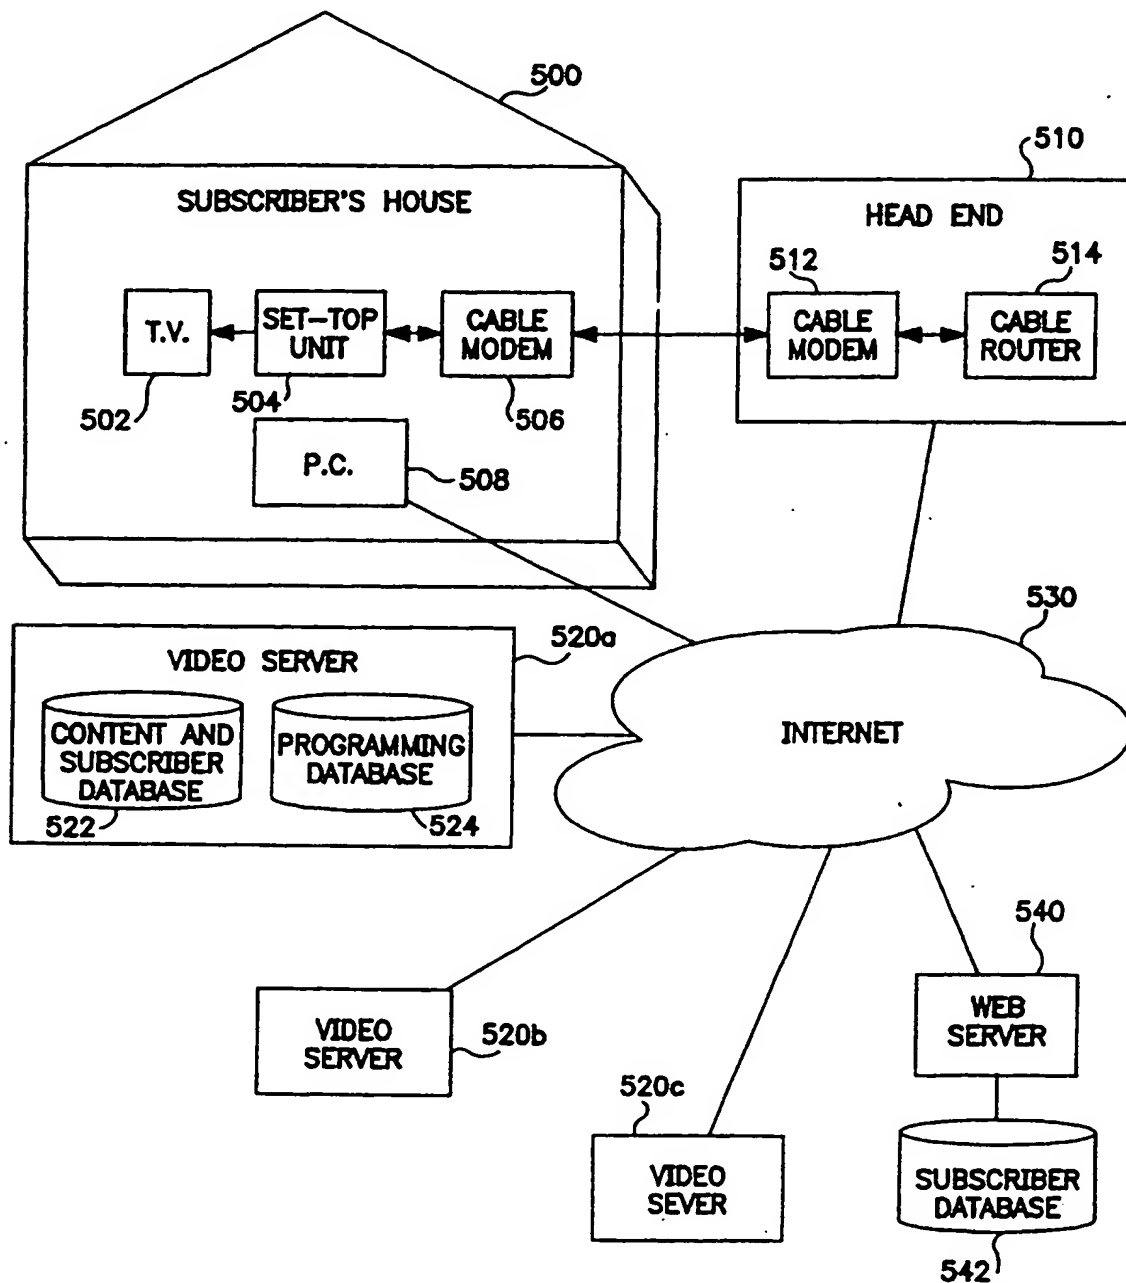 500
SUBSCRIBER'S HOUSE
510
HEAD END
512
514
T.V.
SET-TOP
UNIT
CABLE
MODEM
CABLE
MODEM
CABLE
ROUTER
502
504
506
P.C.
508
530
520a
VIDEO SERVER
CONTENT AND
SUBSCRIBER
DATABASE
PROGRAMMING
DATABASE
522
524
INTERNET
540
VIDEO
SERVER
520b
WEB
SERVER
520c
VIDEO
SEVER
SUBSCRIBER
DATABASE
542